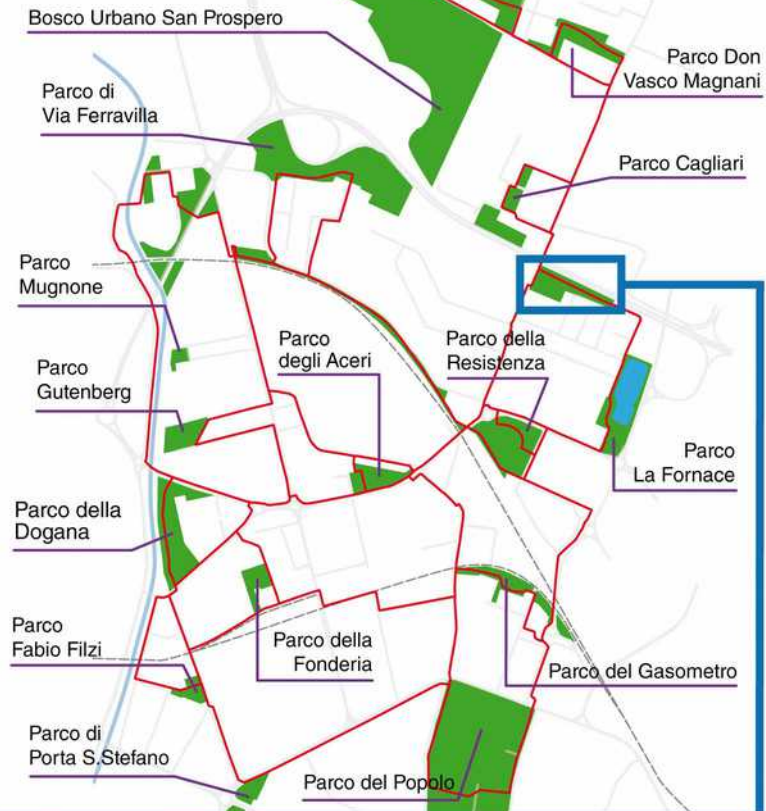 Bosco Urbano San Prospero
Parco Don
Vasco Magnani
Parco di
Via Ferravilla
Parco Cagliari
Parco
Mugnone
Parco
degli Aceri
Parco della
Resistenza
Parco
Gutenberg
Parco
La Fornace
Parco della
Dogana
Parco
Fabio Filzi
Parco della
Fonderia
Parco del Gasometro
Parco di
Porta S.Stefano
Parco del Popolo